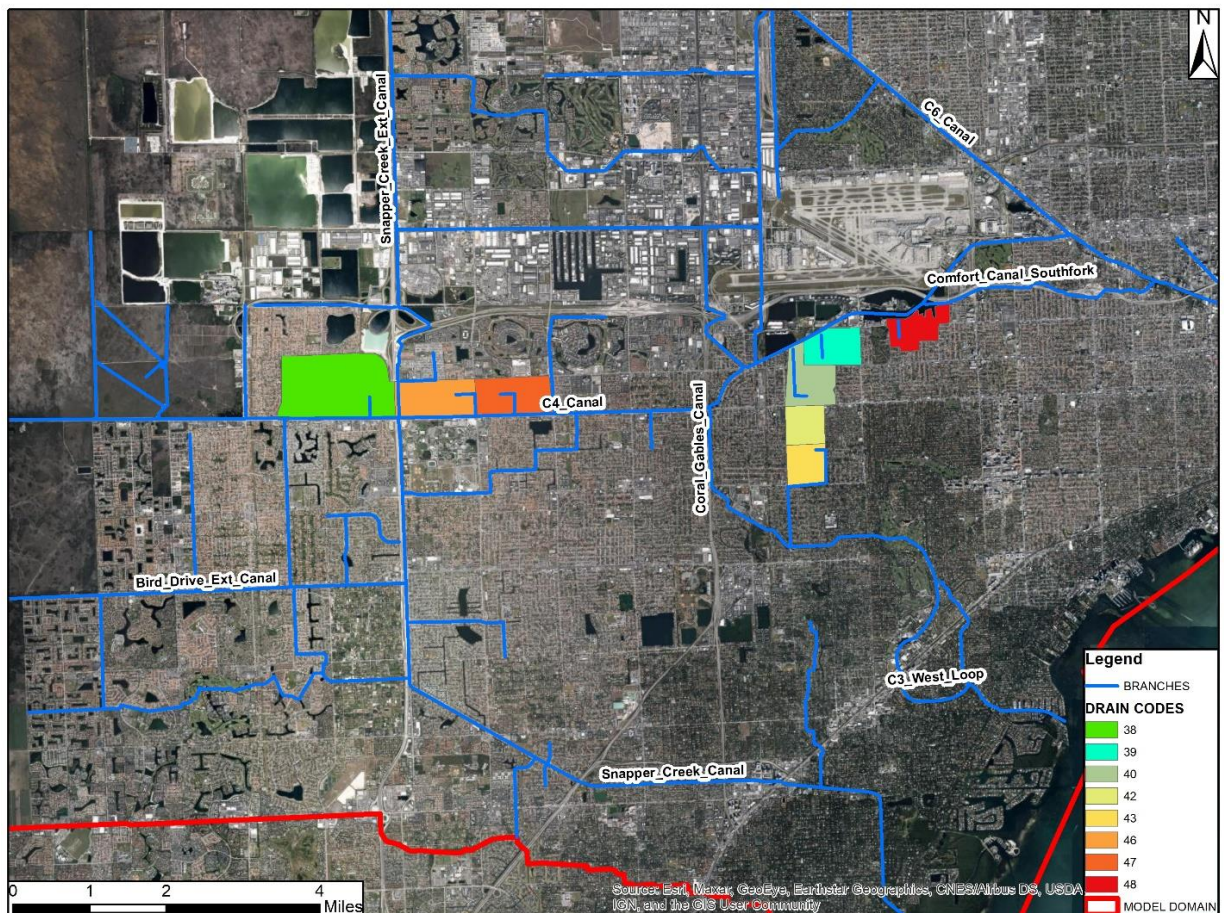 N
Snapper_Creek_Ext_Canal
C6_Canal
Comfort_Canal_Southfork
1
C4_Canal
Coral_Gables_Canal
Bird_Drive_Ext_Canal
C3_West_Loop
Snapper_Creek_Canal
Legend
BRANCHES
DRAIN CODES
38
39
40
42
43
46
47
48
MODEL DOMAIN
0 1 2 4
Miles
Source: Esri, Maxar, GeoEye, Earthstar Geographics, CNES/Airbus DS, USDA
IGN, and the GIS User Community